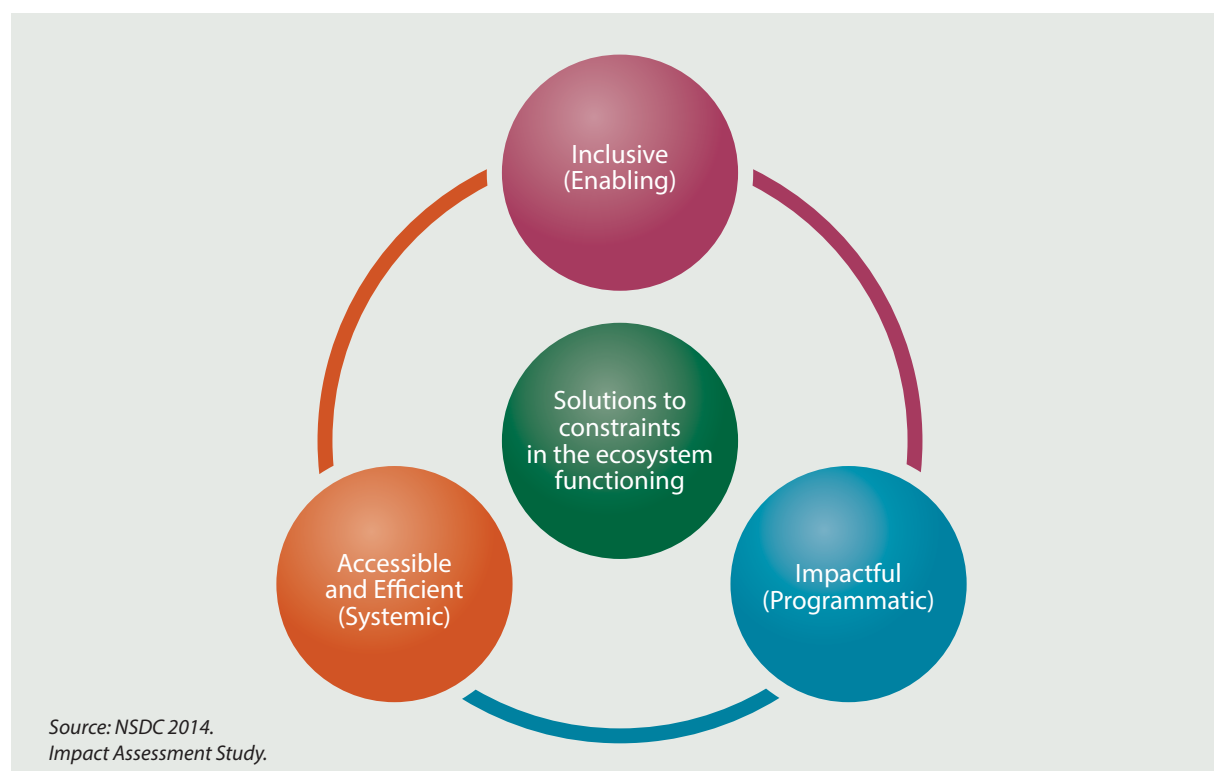 Inclusive
(Enabling)
Solutions to
constraints
in the ecosystem
functioning
Accessible
and Efficient
(Systemic)
Impactful
(Programmatic)
Source: NSDC 2014.
Impact Assessment Study.